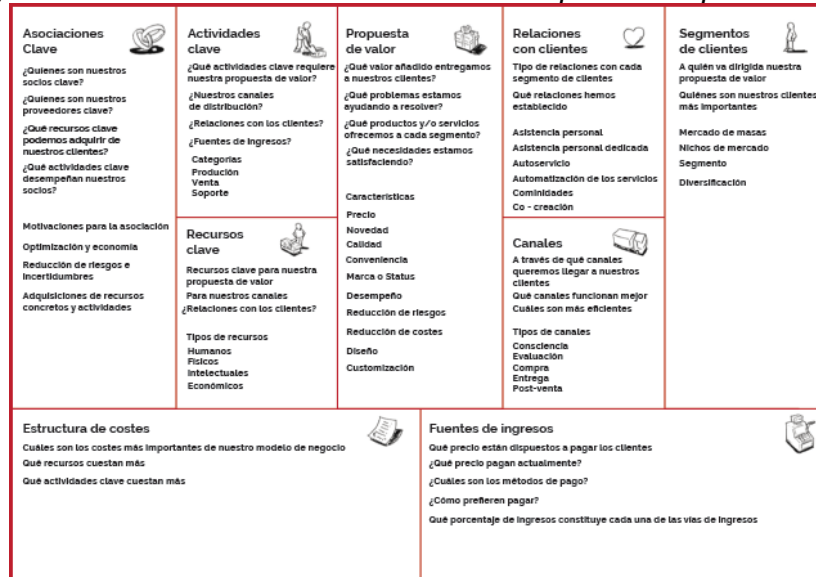 Asociaciones
Clave
¿Quienes son nuestros
socios clave?
¿Quienes son nuestros
proveedores clave?
¿Qué recursos clave
podemos adquirir de
nuestros clientes?
¿Qué actividades clave
desempeñan nuestros
socios?
Motivaciones para la asociación
Optimización y economía
Reducción de riesgos e
incertidumbres
Adquisiciones de recursos
concretos y actividades
Actividades
clave
¿Qué actividades clave requiere
nuestra propuesta de valor?
¿Nuestros canales
de distribución?
¿Relaciones con los clientes?
¿Fuentes de ingresos?
Categorías
Produción
Venta
Soporte
Recursos
clave
Recursos clave para nuestra
propuesta de valor
Para nuestros canales
¿Relaciones con los clientes?
Tipos de recursos
Humanos
Físicos
Intelectuales
Económicos
Propuesta
de valor
¿Qué valor añadido entregamos
a nuestros clientes?
¿Qué problemas estamos
ayudando a resolver?
¿Qué productos y/o servicios
ofrecemos a cada segmento?
¿Qué necesidades estamos
satisfaciendo?
Características
Precio
Novedad
Calidad
Conveniencia
Marca o Status
Desempeño
Reducción de riesgos
Reducción de costes
Diseño
Customización
Relaciones
con clientes
Tipo de relaciones con cada
segmento de clientes
Qué relaciones hemos
establecido
Asistencia personal
Asistencia personal dedicada
Autoservicio
Automatización de los servicios
Cominidades
Co - creación
Canales
A través de qué canales
queremos llegar a nuestros
clientes
Qué canales funcionan mejor
Cuáles son más eficientes
Tipos de canales
Consciencia
Evaluación
Compra
Entrega
Post-venta
Segmentos
de clientes
A quién va dirigida nuestra
propuesta de valor
Quiénes son nuestros clientes
más importantes
Mercado de masas
Nichos de mercado
Segmento
Diversificación
Estructura de costes
Cuáles son los costes más importantes de nuestro modelo de negocio
Qué recursos cuestan más
Qué actividades clave cuestan más
Fuentes de ingresos
Qué precio están dispuestos a pagar los clientes
¿Qué precio pagan actualmente?
¿Cuáles son los métodos de pago?
¿Cómo prefieren pagar?
Qué porcentaje de ingresos constituye cada una de las vías de ingresos